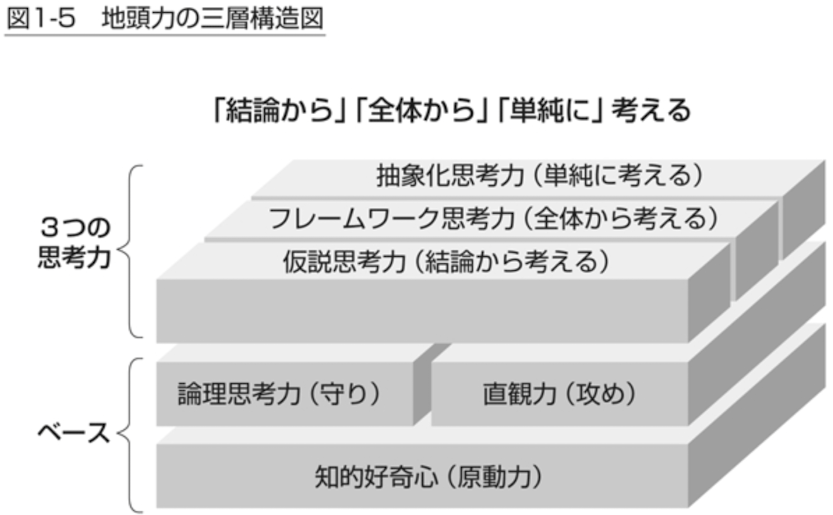 図1-5　地頭力の三層構造図
「結論から」「全体から」「単純に」考える
3つの
思考力
抽象化思考力（単純に考える）
フレームワーク思考力（全体から考える）
仮説思考力（結論から考える）
ベース
論理思考力（守り）
直観力（攻め）
知的好奇心（原動力）